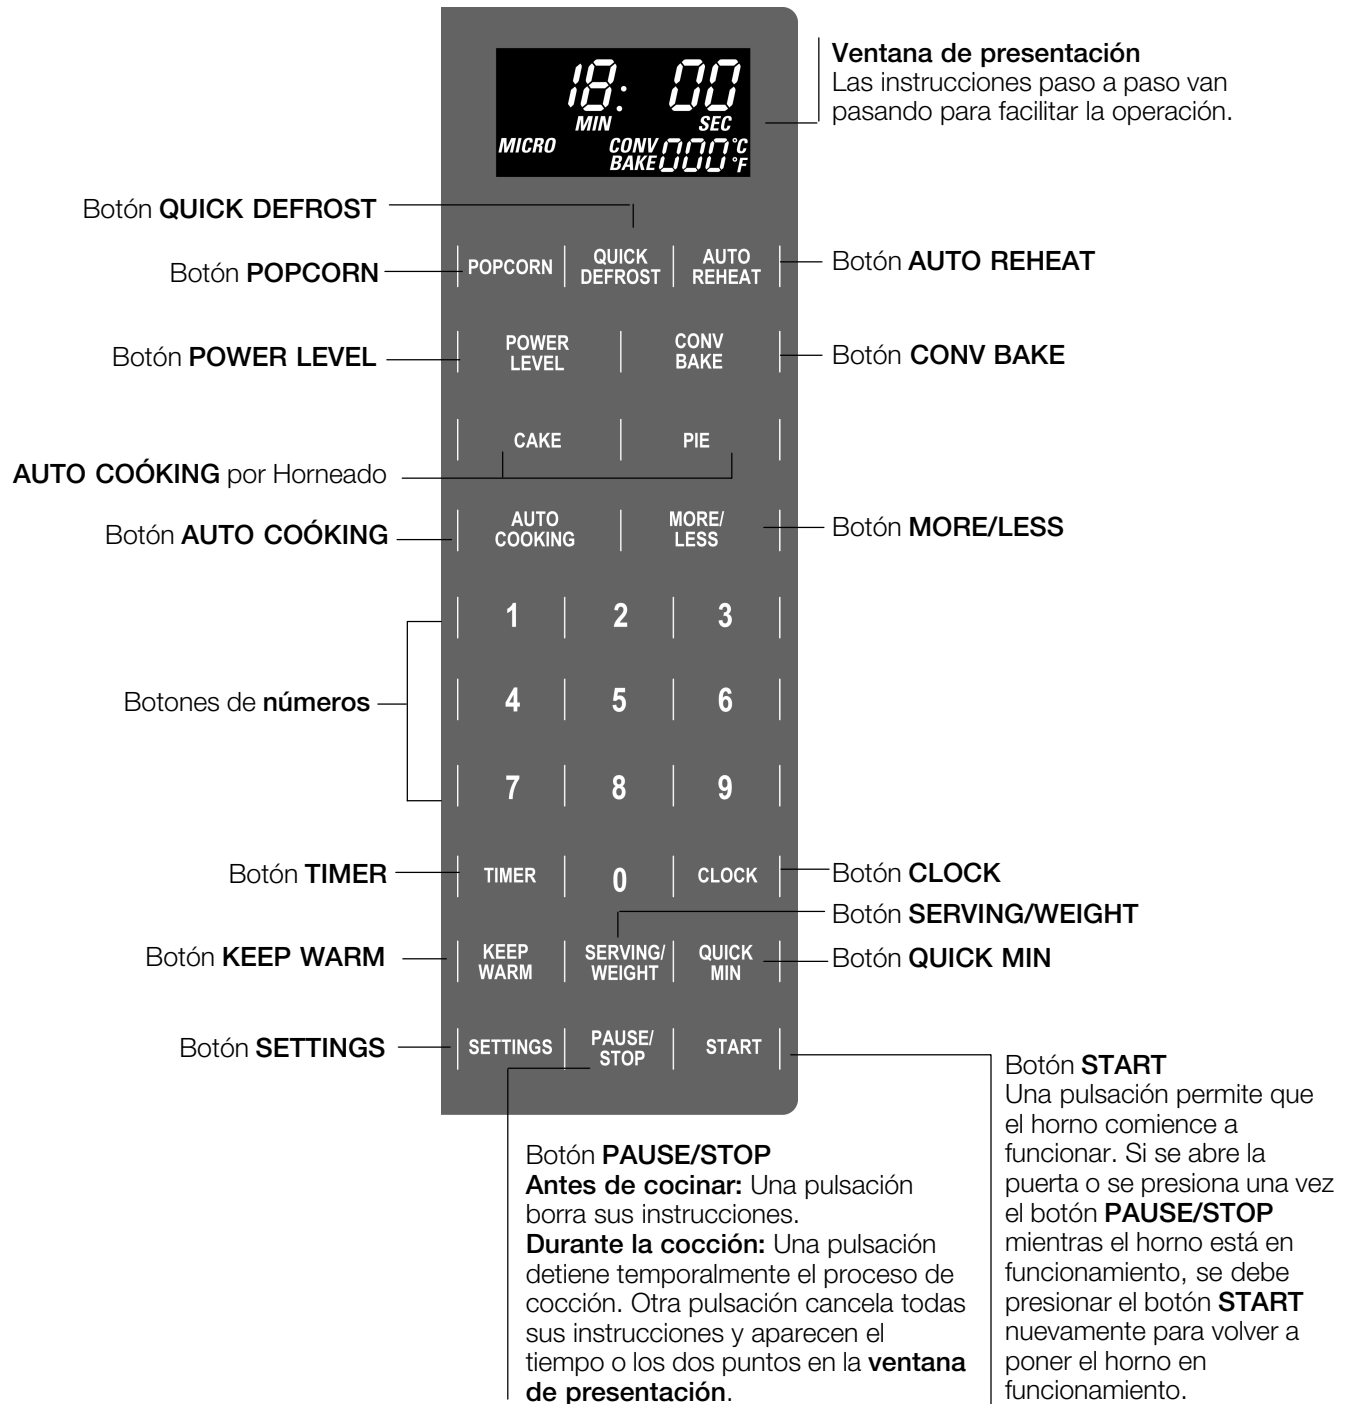 18: 00
MIN SEC
MICRO CONV 000 °C
BAKE °F
Ventana de presentación
Las instrucciones paso a paso van
pasando para facilitar la operación.
Botón QUICK DEFROST
Botón POPCORN
POPCORN
QUICK
DEFROST
AUTO
REHEAT
Botón AUTO REHEAT
Botón POWER LEVEL
POWER
LEVEL
CONV
BAKE
Botón CONV BAKE
CAKE
PIE
AUTO COÓKING por Horneado
Botón AUTO COÓKING
AUTO
COOKING
MORE/
LESS
Botón MORE/LESS
1 2 3
Botones de números
4 5 6
7 8 9
Botón TIMER
TIMER 0 CLOCK
Botón CLOCK
Botón SERVING/WEIGHT
Botón KEEP WARM
KEEP
WARM
SERVING/
WEIGHT
QUICK
MIN
Botón QUICK MIN
Botón SETTINGS
SETTINGS
PAUSE/
STOP
START
Botón PAUSE/STOP
Antes de cocinar: Una pulsación
borra sus instrucciones.
Durante la cocción: Una pulsación
detiene temporalmente el proceso de
cocción. Otra pulsación cancela todas
sus instrucciones y aparecen el
tiempo o los dos puntos en la ventana
de presentación.
Botón START
Una pulsación permite que
el horno comience a
funcionar. Si se abre la
puerta o se presiona una vez
el botón PAUSE/STOP
mientras el horno está en
funcionamiento, se debe
presionar el botón START
nuevamente para volver a
poner el horno en
funcionamiento.